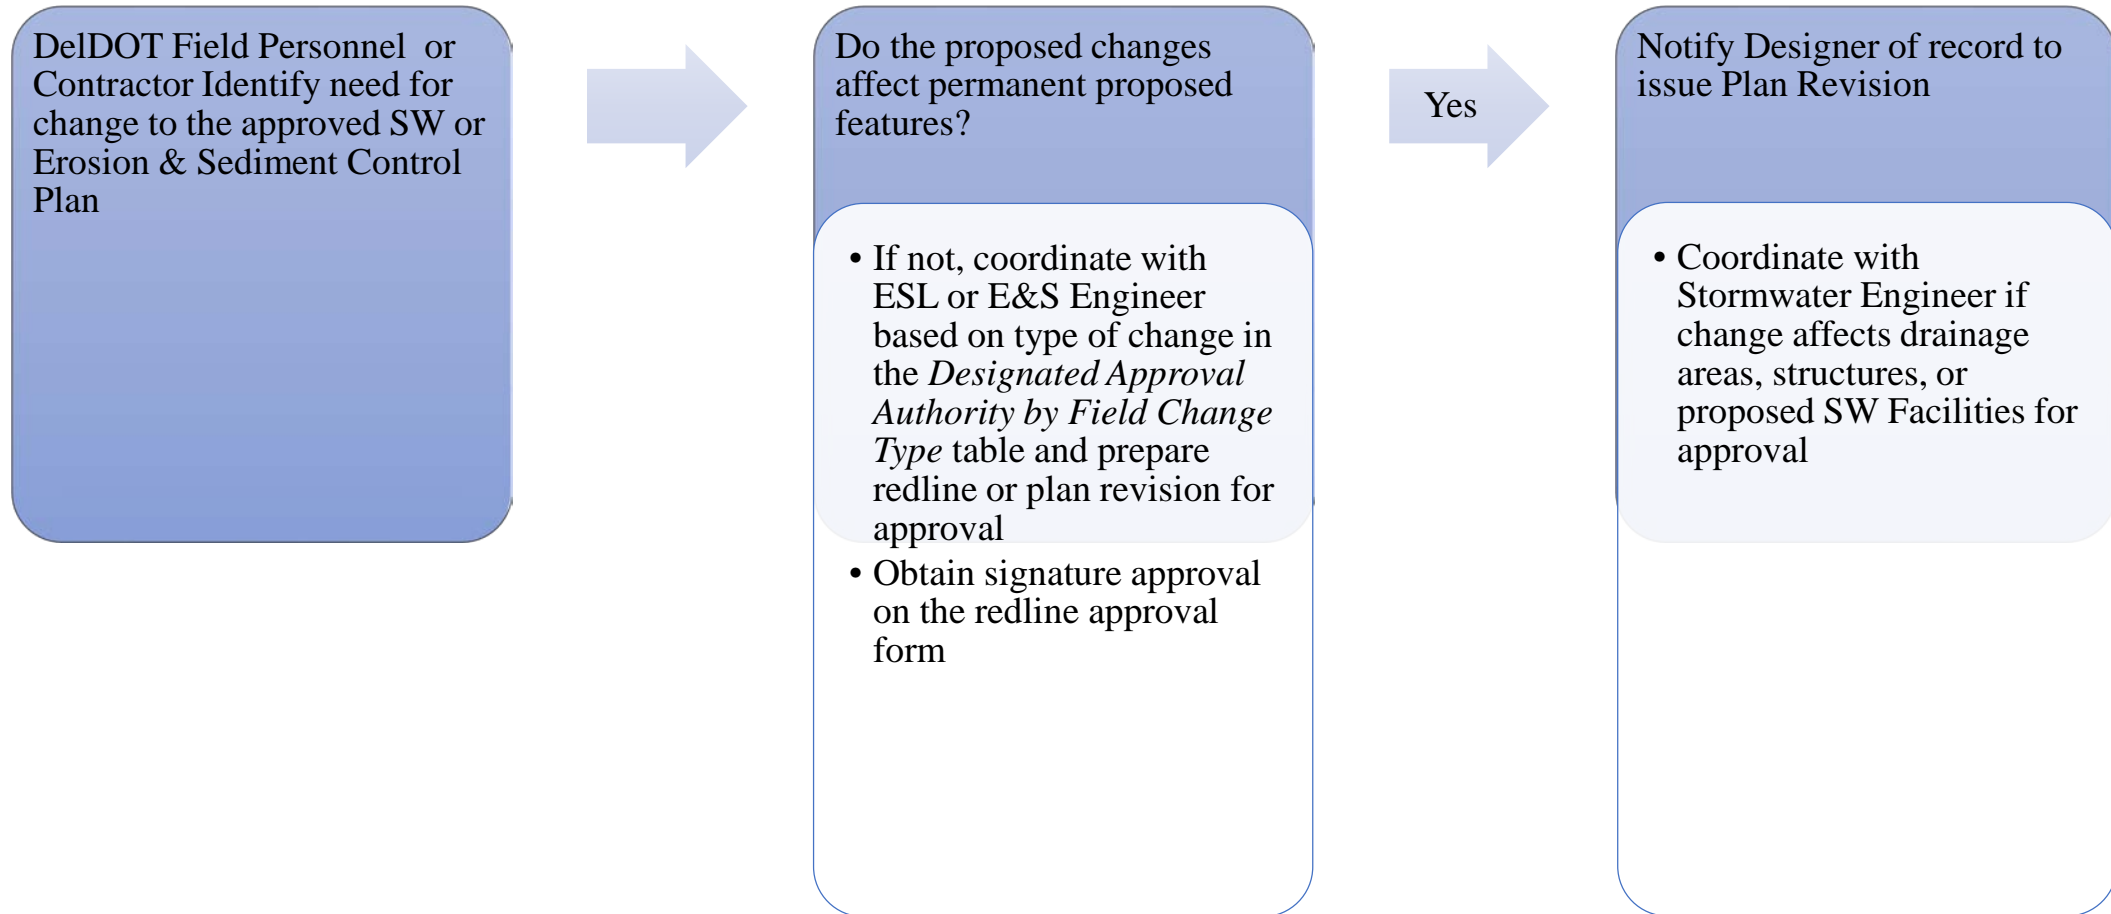 DelDOT Field Personnel or
Contractor Identify need for
change to the approved SW or
Erosion & Sediment Control
Plan
Do the proposed changes
affect permanent proposed
features?
• If not, coordinate with
ESL or E&S Engineer
based on type of change in
the Designated Approval
Authority by Field Change
Type table and prepare
redline or plan revision for
approval
• Obtain signature approval
on the redline approval
form
Yes
Notify Designer of record to
issue Plan Revision
• Coordinate with
Stormwater Engineer if
change affects drainage
areas, structures, or
proposed SW Facilities for
approval